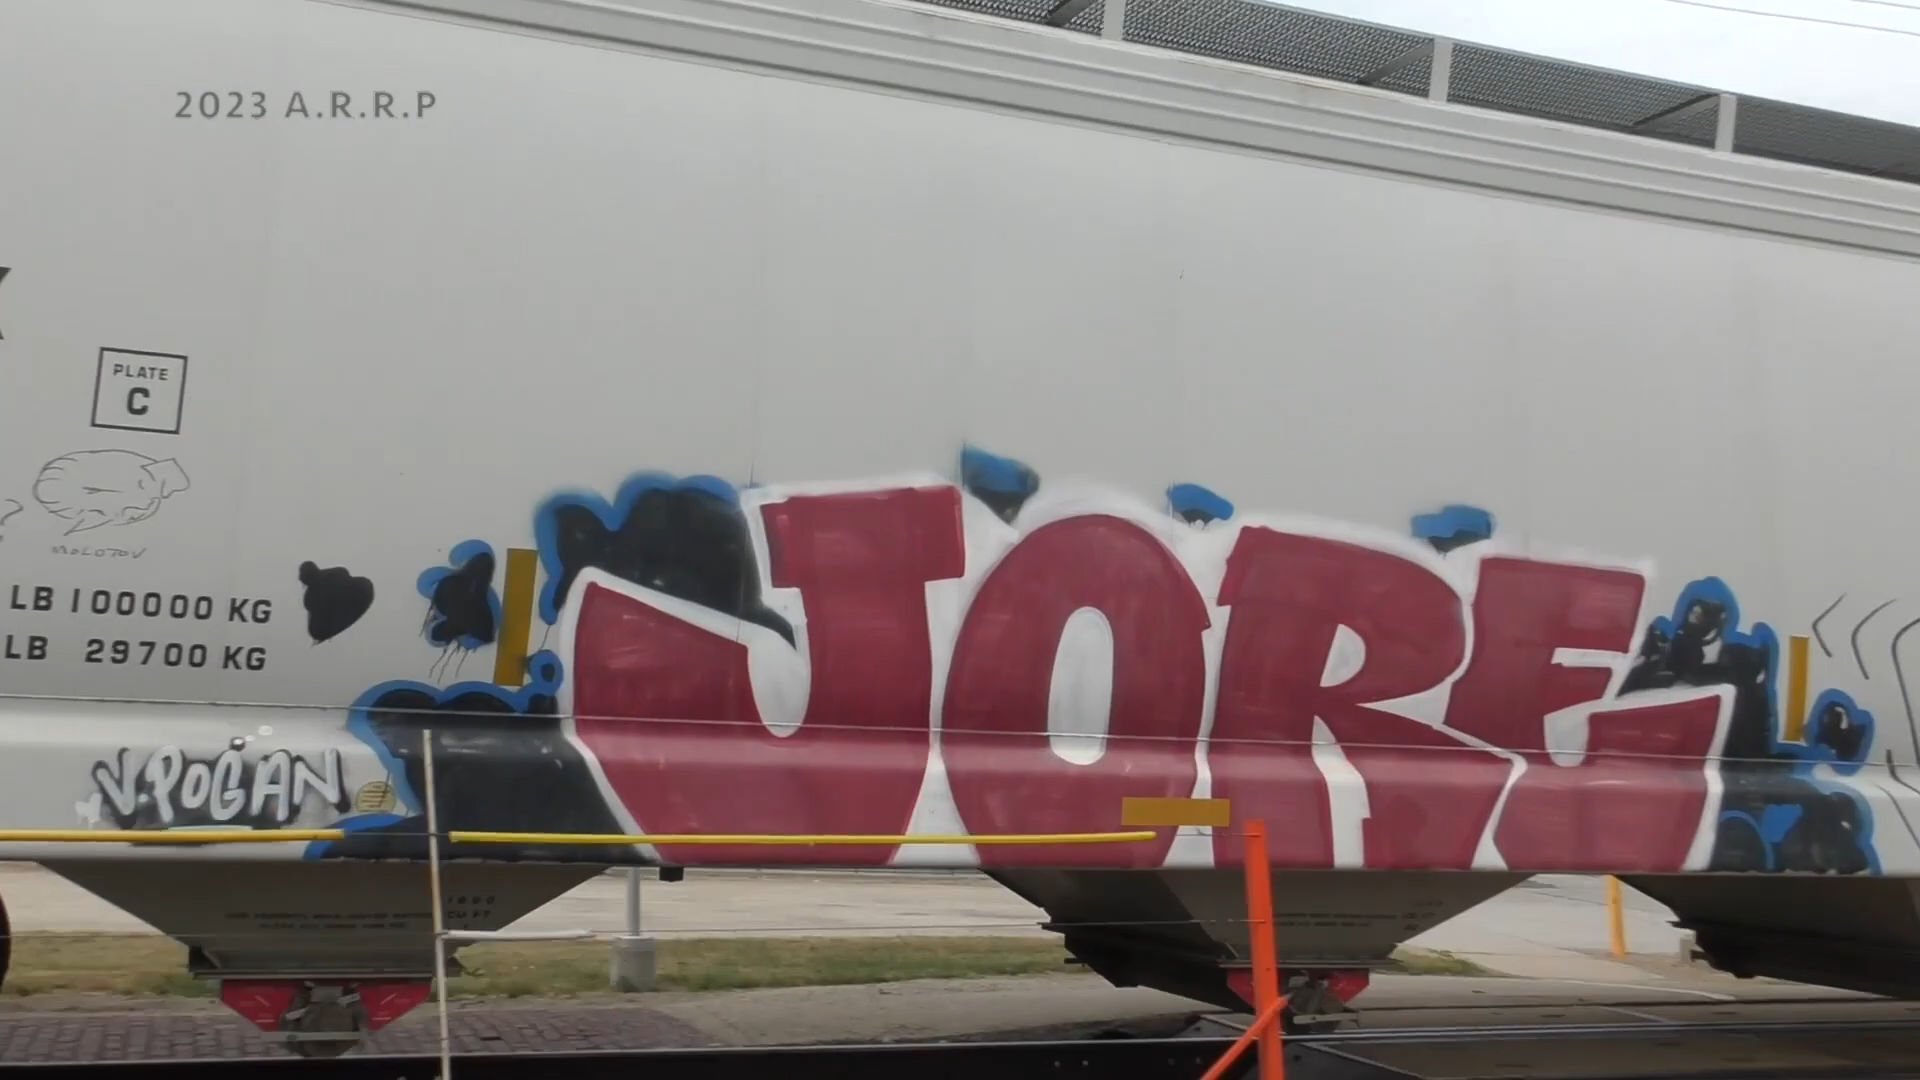 2023 A.R.R.P
PLATE
C
MOLOTOV
LB 100000 KG
LB 29700 KG
JORE
V.POGAN